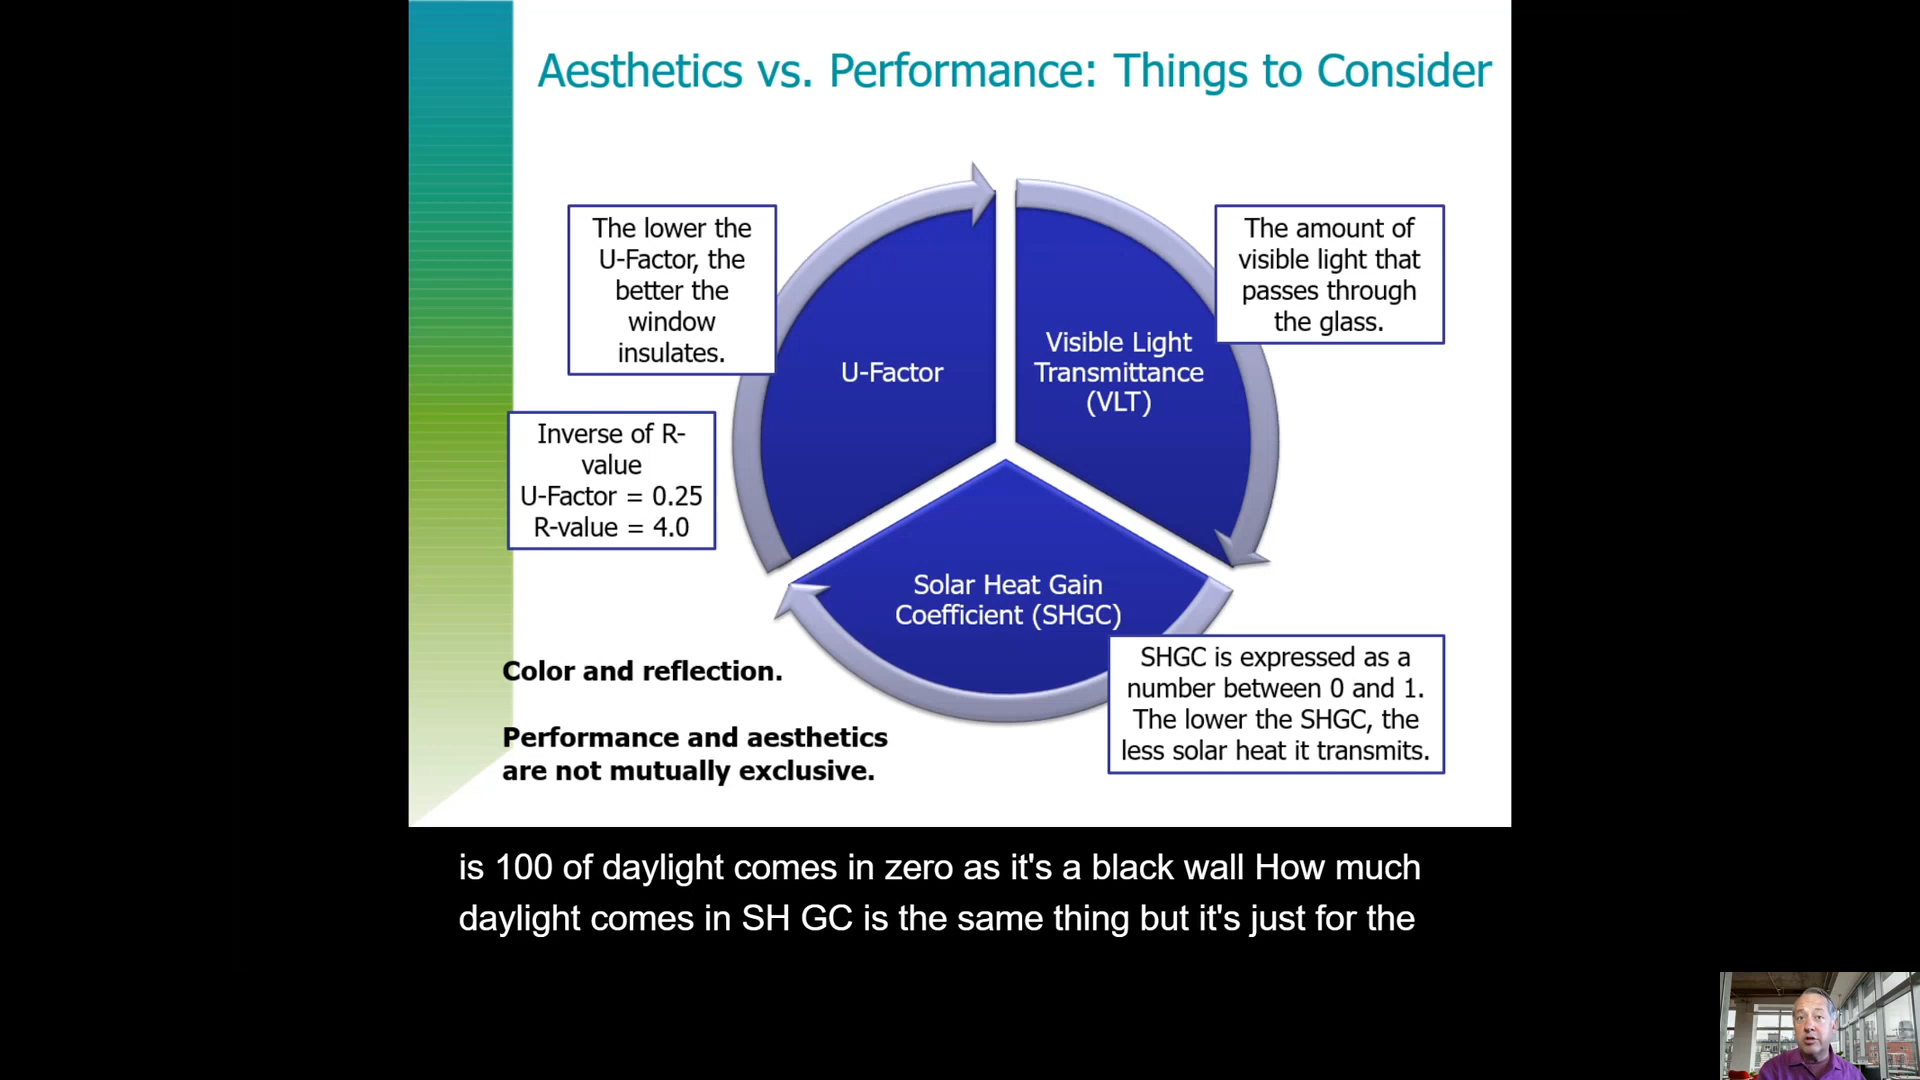 Aesthetics vs. Performance: Things to Consider
The lower the
U-Factor, the
better the
window
insulates.
The amount of
visible light that
passes through
the glass.
U-Factor
Visible Light
Transmittance
(VLT)
Inverse of R-
value
U-Factor = 0.25
R-value = 4.0
Solar Heat Gain
Coefficient (SHGC)
SHGC is expressed as a
number between 0 and 1.
The lower the SHGC, the
less solar heat it transmits.
Color and reflection.
Performance and aesthetics
are not mutually exclusive.
is 100 of daylight comes in zero as it's a black wall How much
daylight comes in SH GC is the same thing but it's just for the